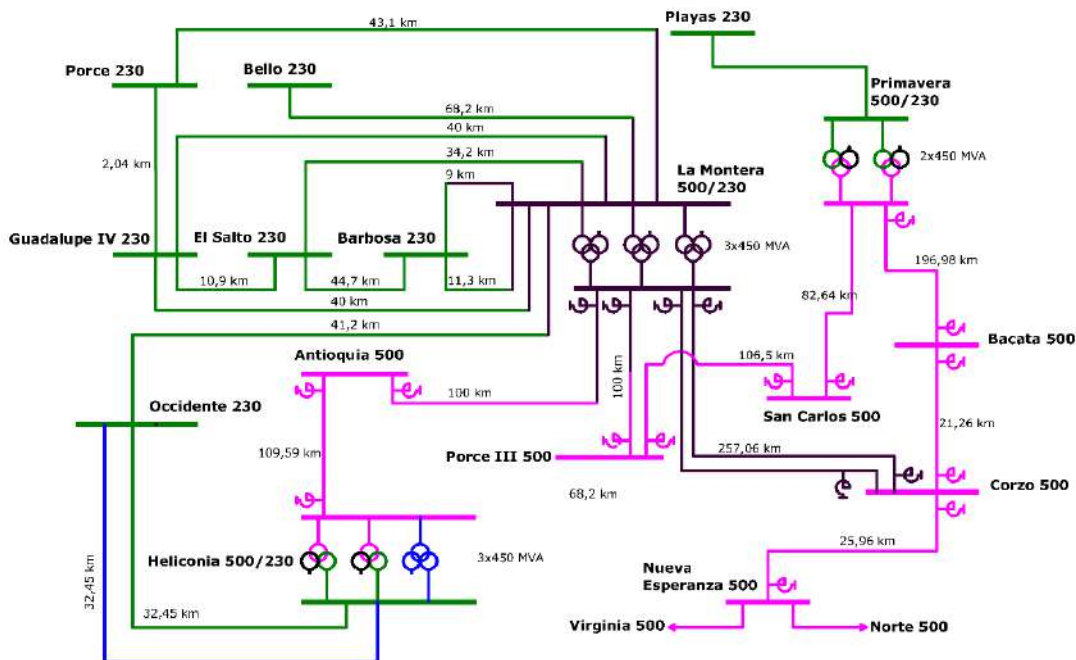 43,1 km
Playas 230
Porce 230
Bello 230
Primavera
500/230
68,2 km
40 km
34,2 km
2,04 km
9 km
La Montera
500/230
2x450 MVA
Guadalupe IV 230
El Salto 230
Barbosa 230
3x450 MVA
196,98 km
10,9 km
44,7 km
11,3 km
40 km
82,64 km
41,2 km
Bacata 500
Antioquia 500
106,5 km
100 km
100 km
San Carlos 500
Occidente 230
21,26 km
109,59 km
Porce III 500
257,06 km
68,2 km
Corzo 500
Heliconia 500/230
3x450 MVA
25,96 km
Nueva
Esperanza 500
32,45 km
32,45 km
Virginia 500
Norte 500